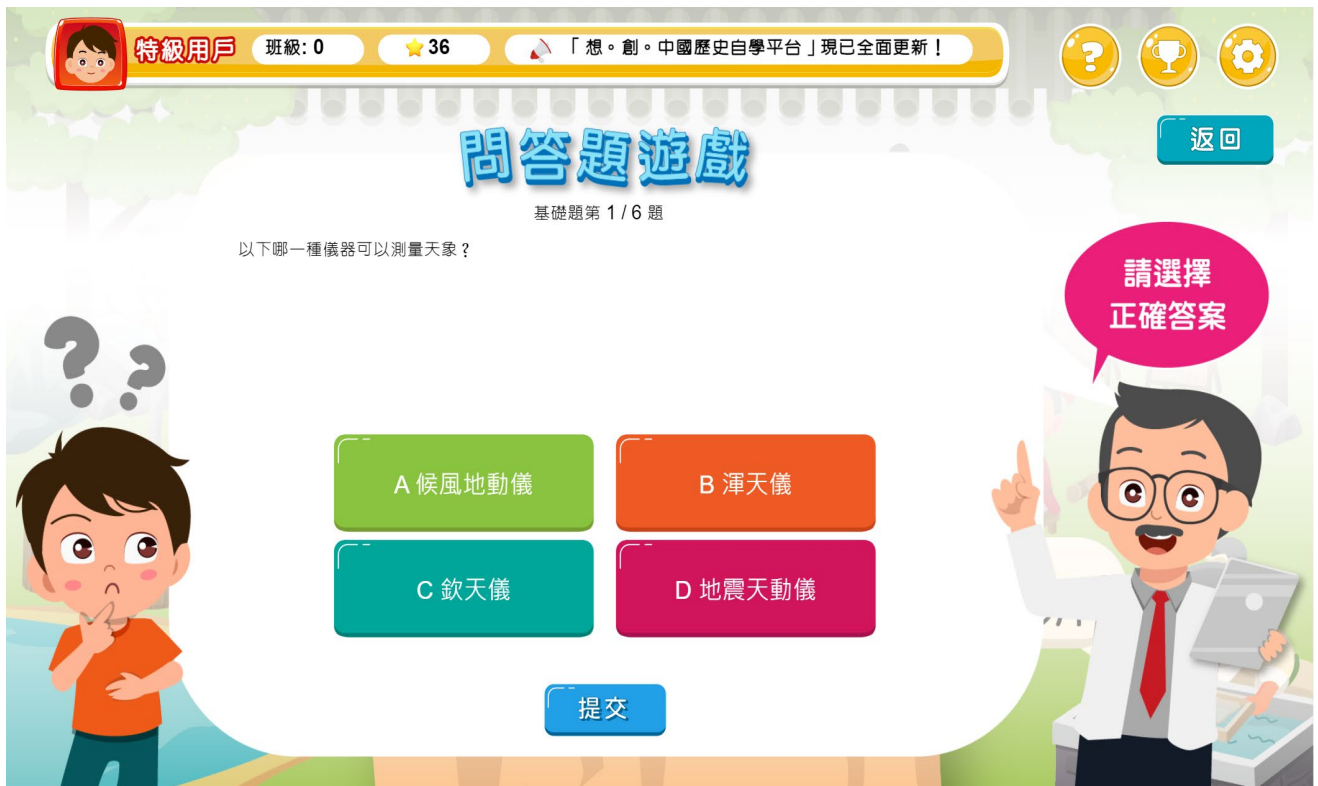 特級用戶 班級: 0 36 「想。創。中國歷史自學平台」現已全面更新！
返回
問答題遊戲
基礎題第 1 / 6 題
以下哪一種儀器可以測量天象？
請選擇
正確答案
A 候風地動儀
B 渾天儀
C 欽天儀
D 地震天動儀
提交